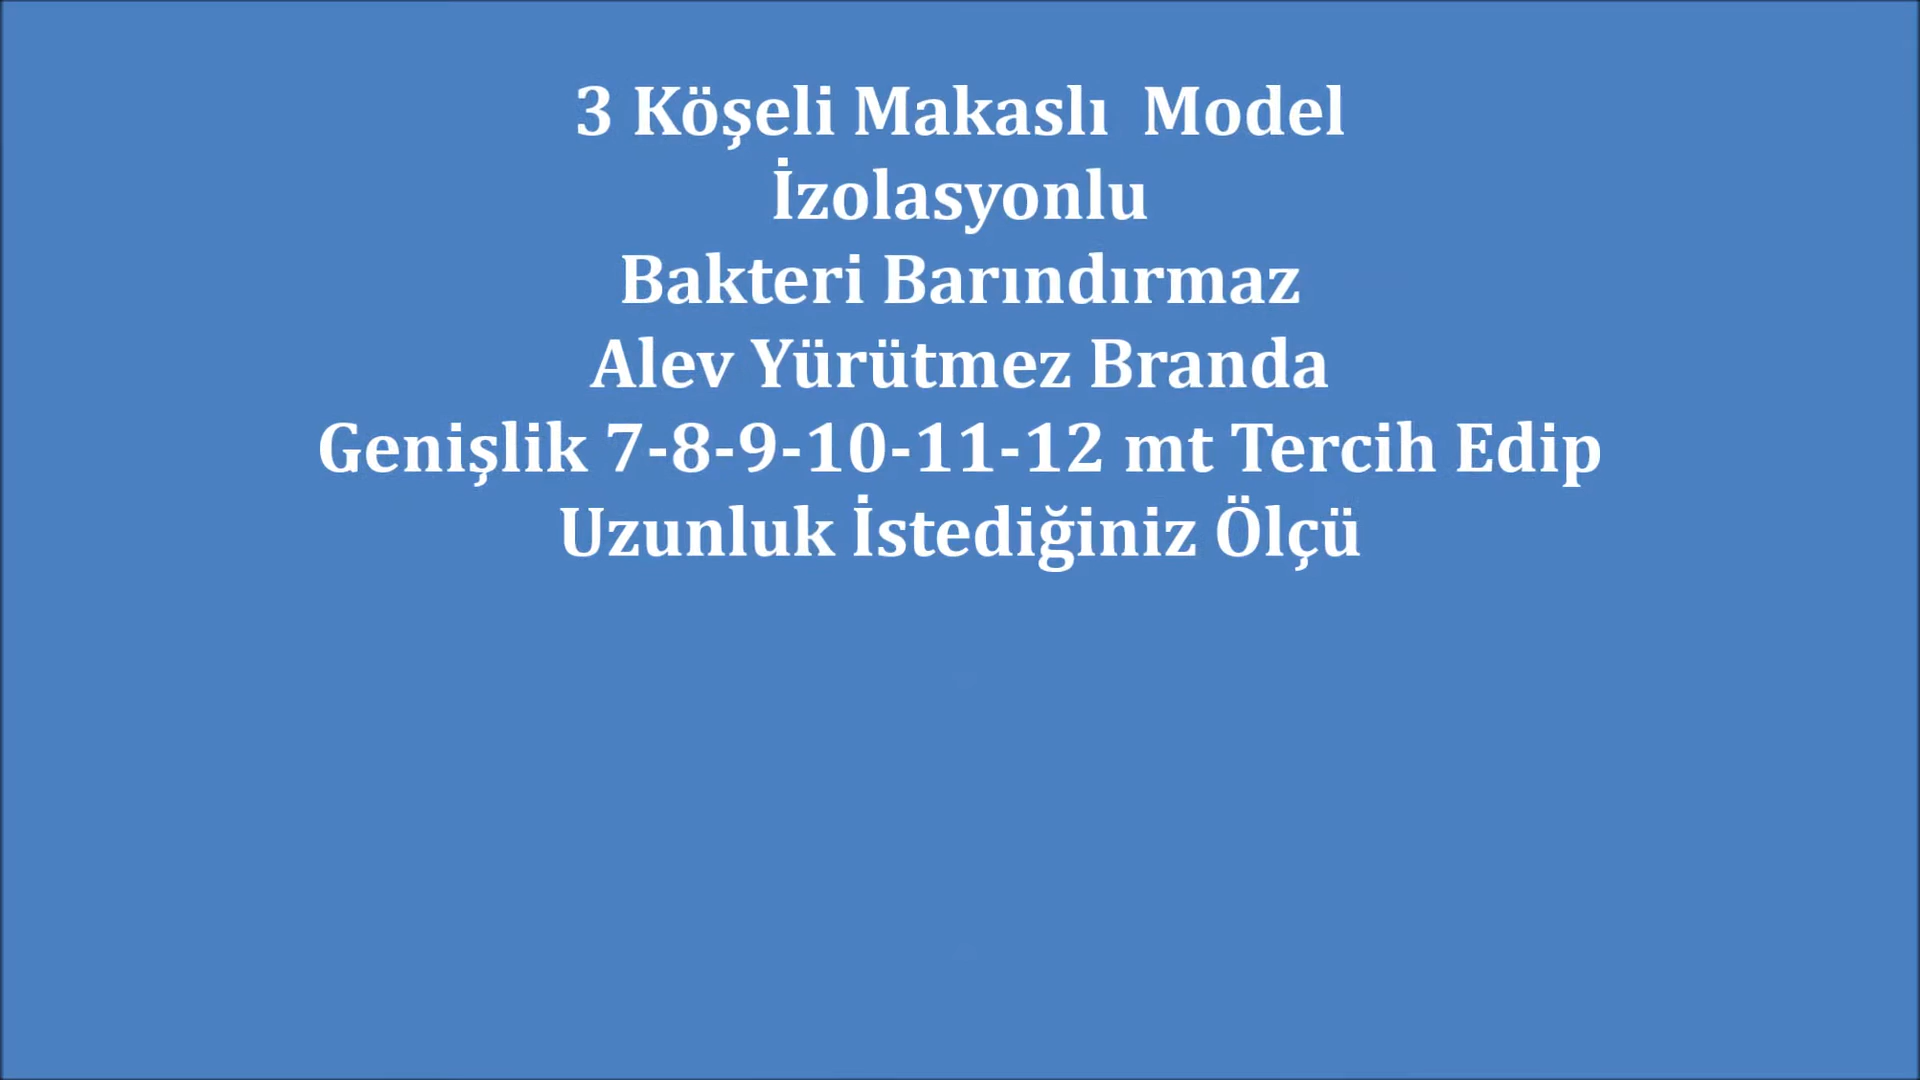 3 Köşeli Makaslı  Model
İzolasyonlu
Bakteri Barındırmaz
Alev Yürütmez Branda
Genişlik 7-8-9-10-11-12 mt Tercih Edip
Uzunluk İstediğiniz Ölçü